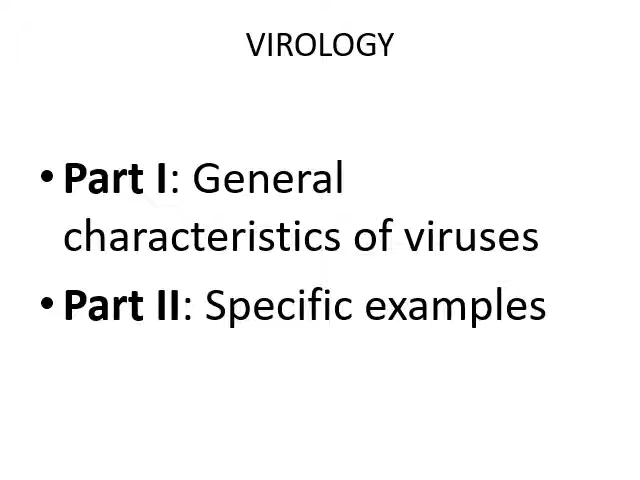 VIROLOGY
• Part I: General
characteristics of viruses
• Part II: Specific examples